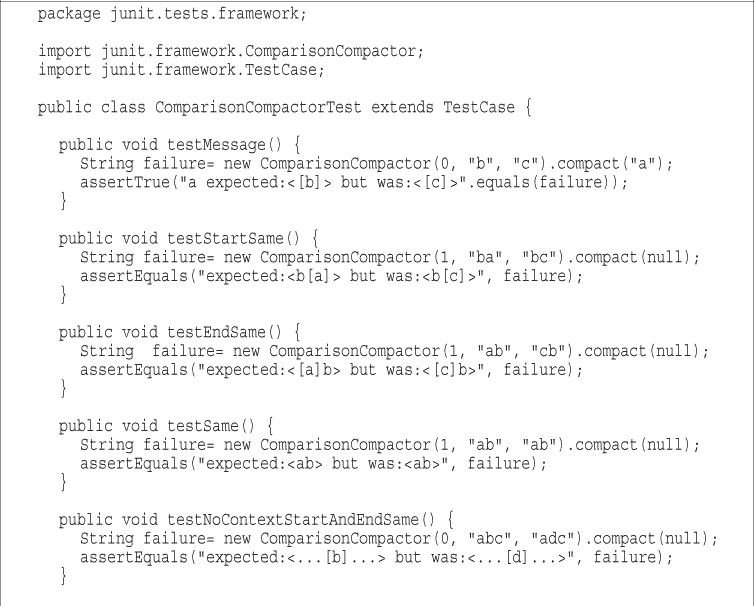 package junit.tests.framework;
import junit.framework.ComparisonCompactor;
import junit.framework.TestCase;
public class ComparisonCompactorTest extends TestCase {
public void testMessage() {
String failure= new ComparisonCompactor(0, "b", "c").compact("a");
assertTrue("a expected:<[b]> but was:<[c]>".equals(failure));
}
public void testStartSame() {
String failure= new ComparisonCompactor(1, "ba", "bc").compact(null);
assertEquals("expected:<b[a]> but was:<b[c]>", failure);
}
public void testEndSame() {
String  failure= new ComparisonCompactor(1, "ab", "cb").compact(null);
assertEquals("expected:<[a]b> but was:<[c]b>", failure);
}
public void testSame() {
String failure= new ComparisonCompactor(1, "ab", "ab").compact(null);
assertEquals("expected:<ab> but was:<ab>", failure);
}
public void testNoContextStartAndEndSame() {
String failure= new ComparisonCompactor(0, "abc", "adc").compact(null);
assertEquals("expected:<...[b]...> but was:<...[d]...>", failure);
}